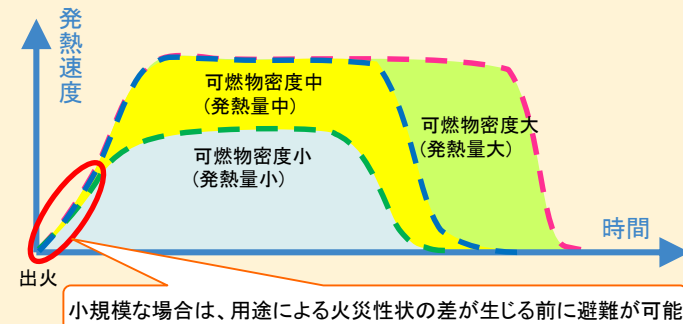 発熱速度
可燃物密度中
(発熱量中)
可燃物密度大
(発熱量大)
可燃物密度小
(発熱量小)
時間
出火
小規模な場合は、用途による火災性状の差が生じる前に避難が可能